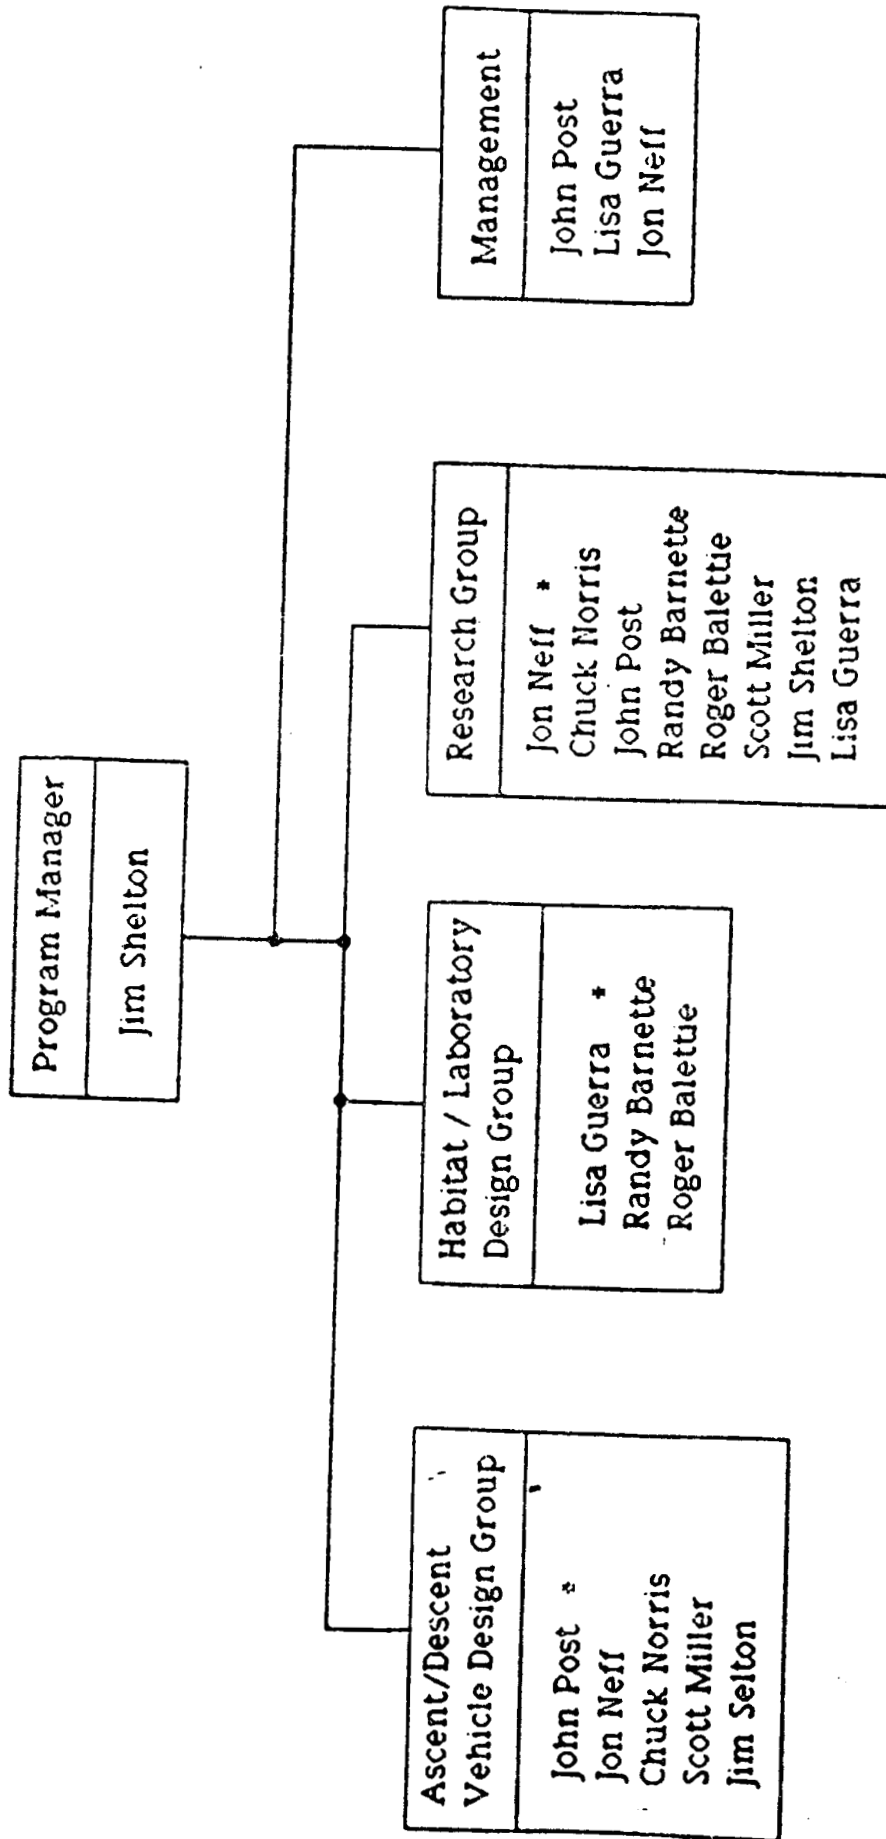 Program Manager
Jim Shelton
Ascent/Descent
Vehicle Design Group
John Post *
Jon Neff
Chuck Norris
Scott Miller
Jim Selton
Habitat / Laboratory
Design Group
Lisa Guerra *
Randy Barnette
Roger Balettie
Research Group
Jon Neff *
Chuck Norris
John Post
Randy Barnette
Roger Balettie
Scott Miller
Jim Shelton
Lisa Guerra
Management
John Post
Lisa Guerra
Jon Neff